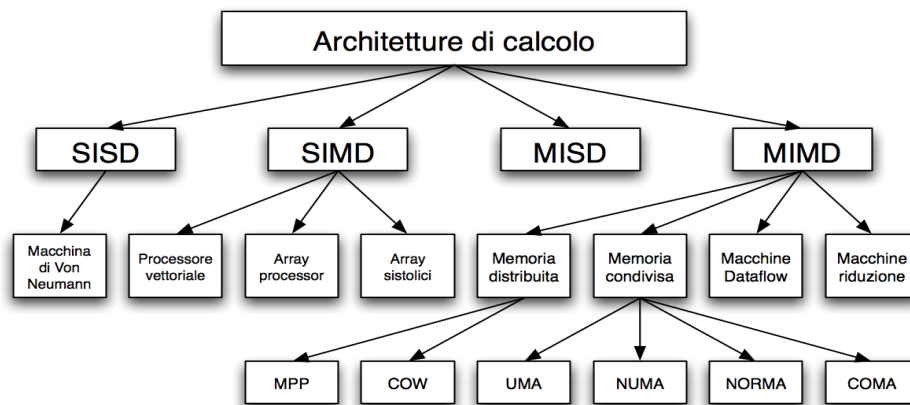 Architetture di calcolo
SISD
SIMD
MISD
MIMD
Macchina
di Von
Neumann
Processore
vettoriale
Array
processor
Array
sistolici
Memoria
distribuita
Memoria
condivisa
Macchine
Dataflow
Macchine
riduzione
MPP
COW
UMA
NUMA
NORMA
COMA